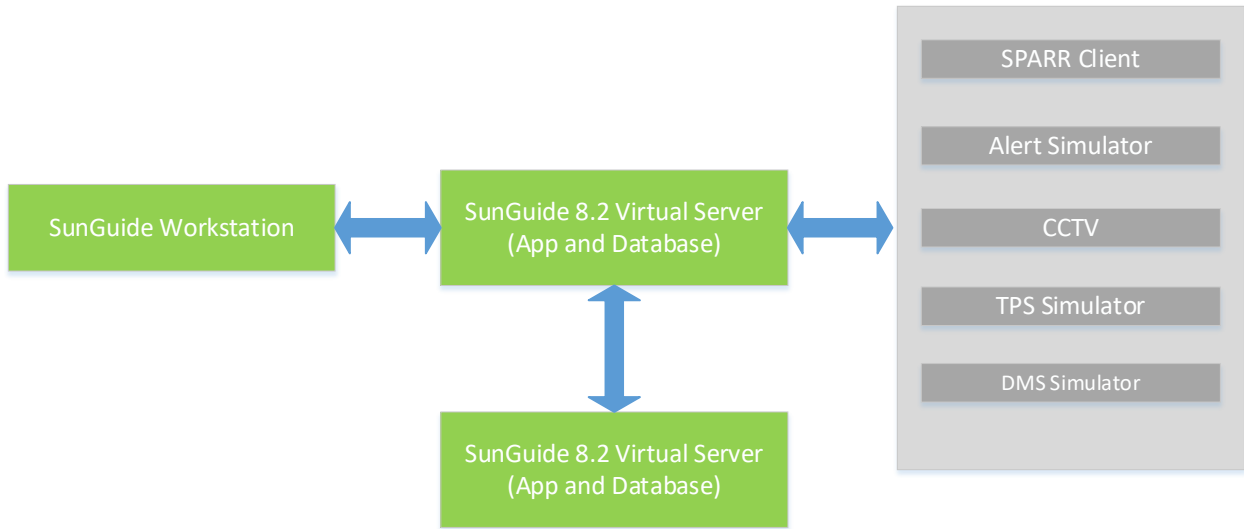 SunGuide Workstation
SunGuide 8.2 Virtual Server
(App and Database)
SunGuide 8.2 Virtual Server
(App and Database)
SPARR Client
Alert Simulator
CCTV
TPS Simulator
DMS Simulator